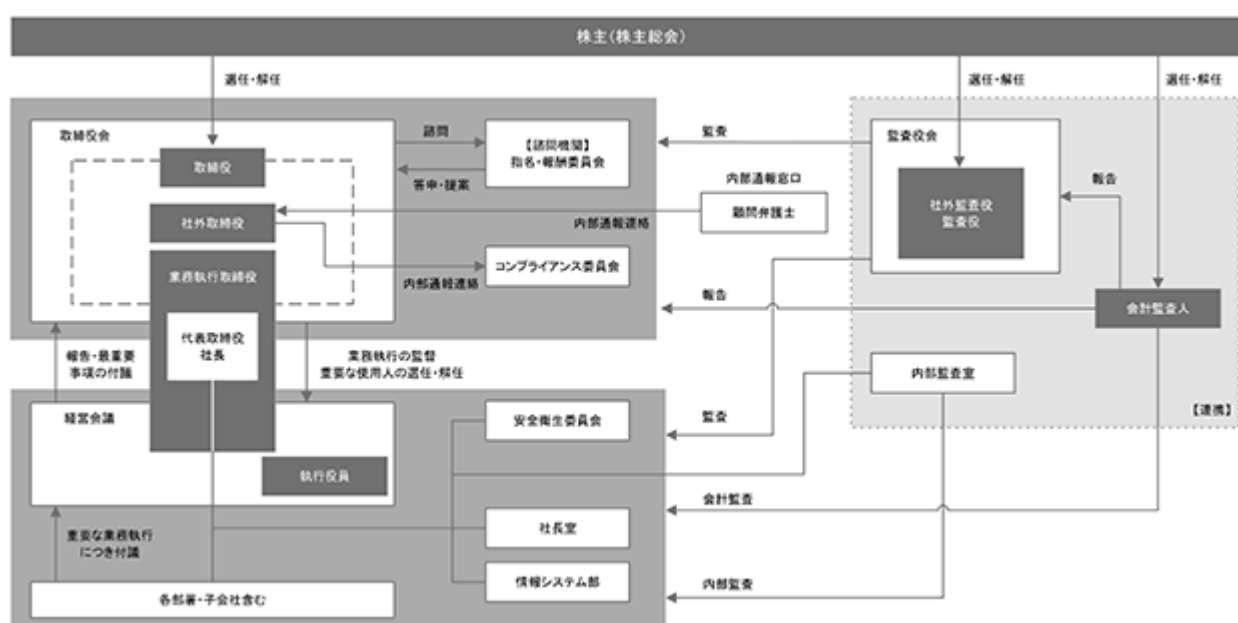 株主(株主総会)
選任・解任
選任・解任
選任・解任
取締役会
取締役
社外取締役
業務執行取締役
代表取締役
社長
諮問
答申・提案
【諮問機関】
指名・報酬委員会
内部通報窓口
顧問弁護士
内部通報連絡
コンプライアンス委員会
内部通報連絡
監査
監査役会
社外監査役
監査役
報告
報告
会計監査人
内部監査室
【連携】
報告・最重要
事項の付議
業務執行の監督
重要な使用人の選任・解任
経営会議
執行役員
安全衛生委員会
監査
会計監査
社長室
重要な業務執行
につき付議
情報システム部
内部監査
各部署・子会社含む